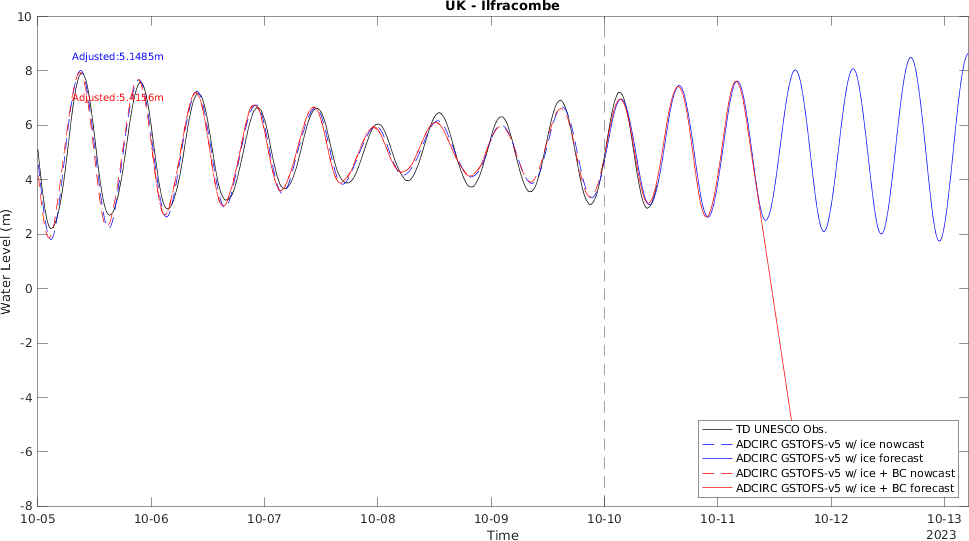 UK - Ilfracombe
Adjusted:5.1485m
Adjusted:5.4156m
Water Level (m)
10
8
6
4
2
0
-2
-4
-6
-8
10-05
10-06
10-07
10-08
10-09
10-10
10-11
10-12
10-13
2023
Time
TD UNESCO Obs.
ADCIRC GSTOFS-v5 w/ ice nowcast
ADCIRC GSTOFS-v5 w/ ice forecast
ADCIRC GSTOFS-v5 w/ ice + BC nowcast
ADCIRC GSTOFS-v5 w/ ice + BC forecast